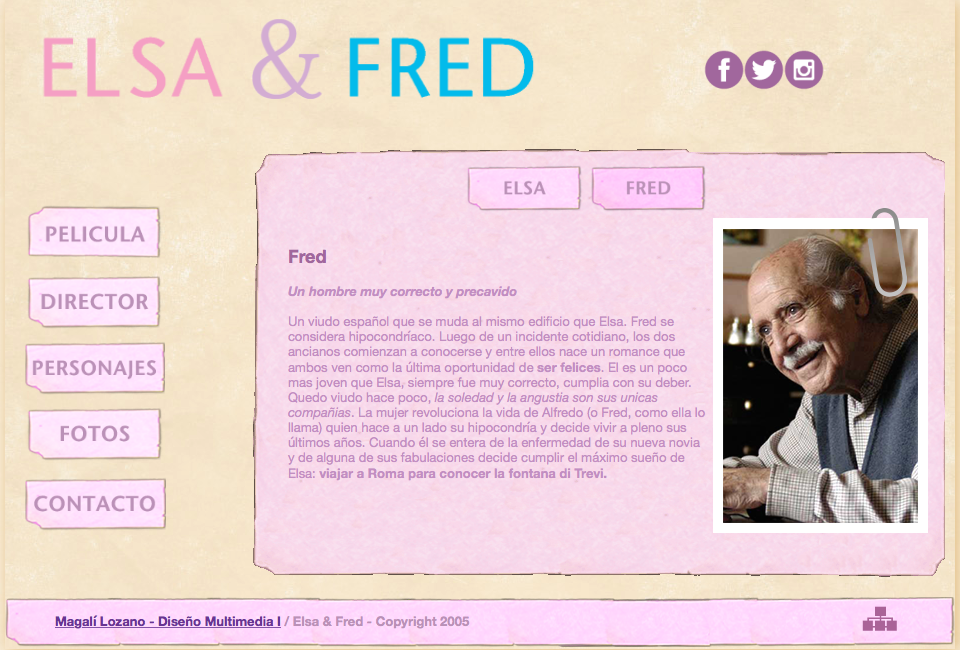 ELSA & FRED
ELSA
FRED
PELICULA
DIRECTOR
PERSONAJES
FOTOS
CONTACTO
Fred
Un hombre muy correcto y precavido
Un viudo español que se muda al mismo edificio que Elsa. Fred se
considera hipocondríaco. Luego de un incidente cotidiano, los dos
ancianos comienzan a conocerse y entre ellos nace un romance que
ambos ven como la última oportunidad de ser felices. El es un poco
mas joven que Elsa, siempre fue muy correcto, cumplia con su deber.
Quedo viudo hace poco, la soledad y la angustia son sus unicas
compañias. La mujer revoluciona la vida de Alfredo (o Fred, como ella lo
llama) quien hace a un lado su hipocondría y decide vivir a pleno sus
últimos años. Cuando él se entera de la enfermedad de su nueva novia
y de alguna de sus fabulaciones decide cumplir el máximo sueño de
Elsa: viajar a Roma para conocer la fontana di Trevi.
Magalí Lozano - Diseño Multimedia I / Elsa & Fred - Copyright 2005